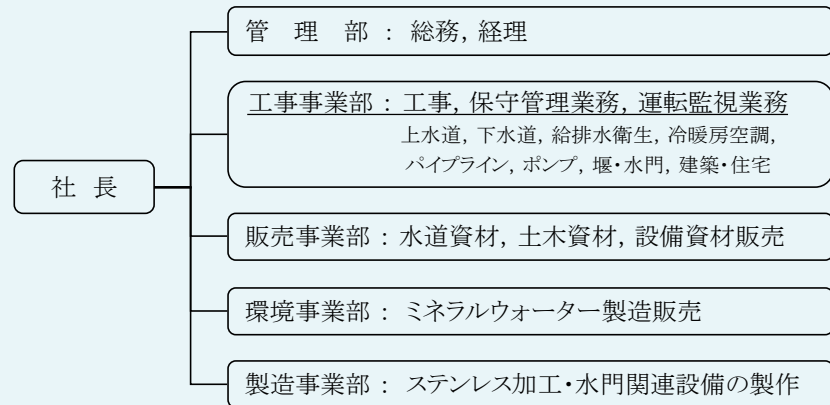 管　理　部 : 総務, 経理
工事事業部 : 工事, 保守管理業務, 運転監視業務
上水道, 下水道, 給排水衛生, 冷暖房空調,
パイプライン, ポンプ, 堰・水門, 建築・住宅
社 長
販売事業部 : 水道資材, 土木資材, 設備資材販売
環境事業部 : ミネラルウォーター製造販売
製造事業部 : ステンレス加工・水門関連設備の製作